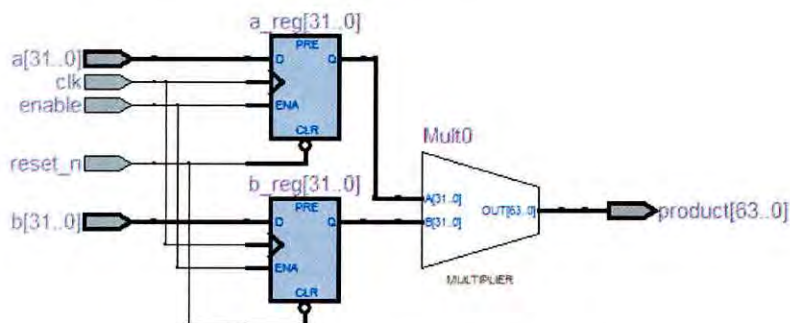 a_reg[31..0]
PRE
a[31..0]
D
Q
clk
enable
ENA
CLR
Mult0
reset_n
b_reg[31..0]
PRE
A[31..0]
b[31..0]
D
Q
B[31..0]
OUT[63..0]
product[63..0]
ENA
MULTIPLIER
CLR